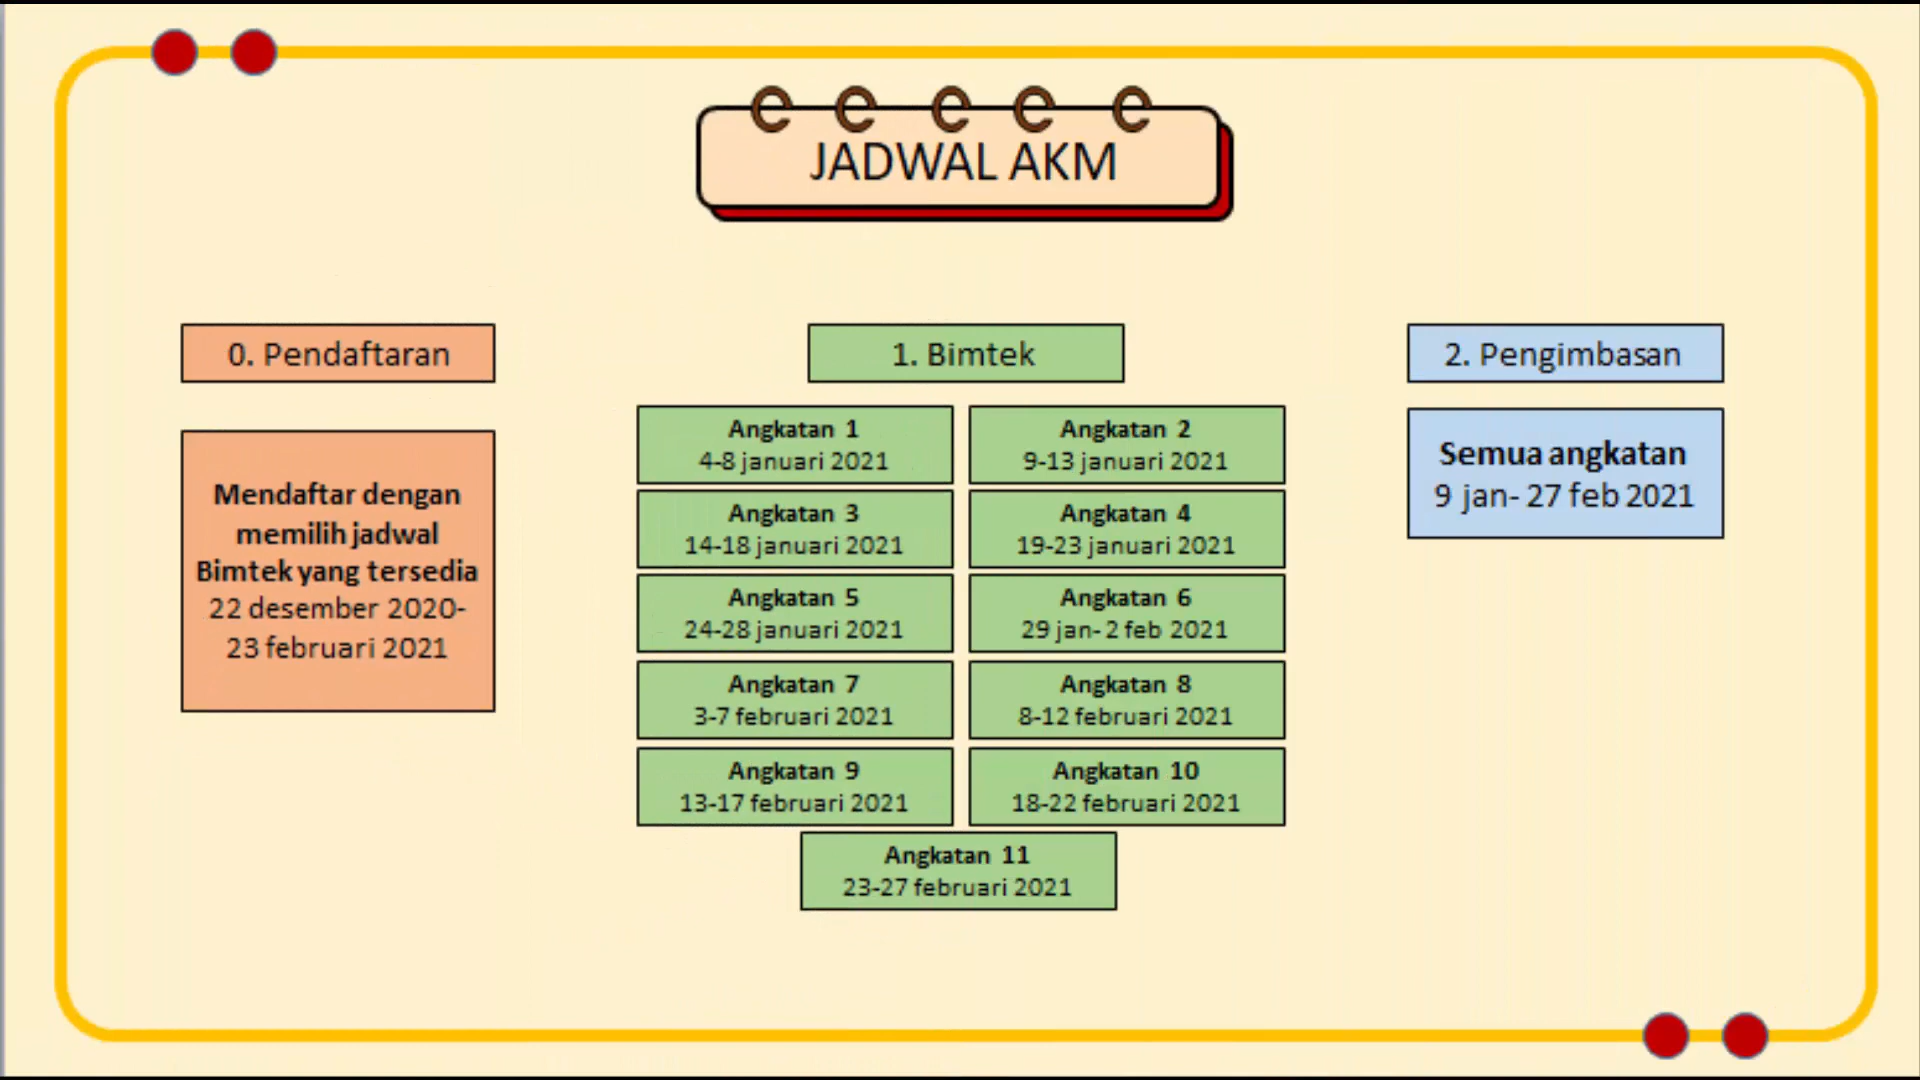 JADWAL AKM
0. Pendaftaran
Mendaftar dengan
memilih jadwal
Bimtek yang tersedia
22 desember 2020-
23 februari 2021
1. Bimtek
Angkatan 1
4-8 januari 2021
Angkatan 2
9-13 januari 2021
Angkatan 3
14-18 januari 2021
Angkatan 4
19-23 januari 2021
Angkatan 5
24-28 januari 2021
Angkatan 6
29 jan- 2 feb 2021
Angkatan 7
3-7 februari 2021
Angkatan 8
8-12 februari 2021
Angkatan 9
13-17 februari 2021
Angkatan 10
18-22 februari 2021
Angkatan 11
23-27 februari 2021
2. Pengimbasan
Semua angkatan
9 jan- 27 feb 2021